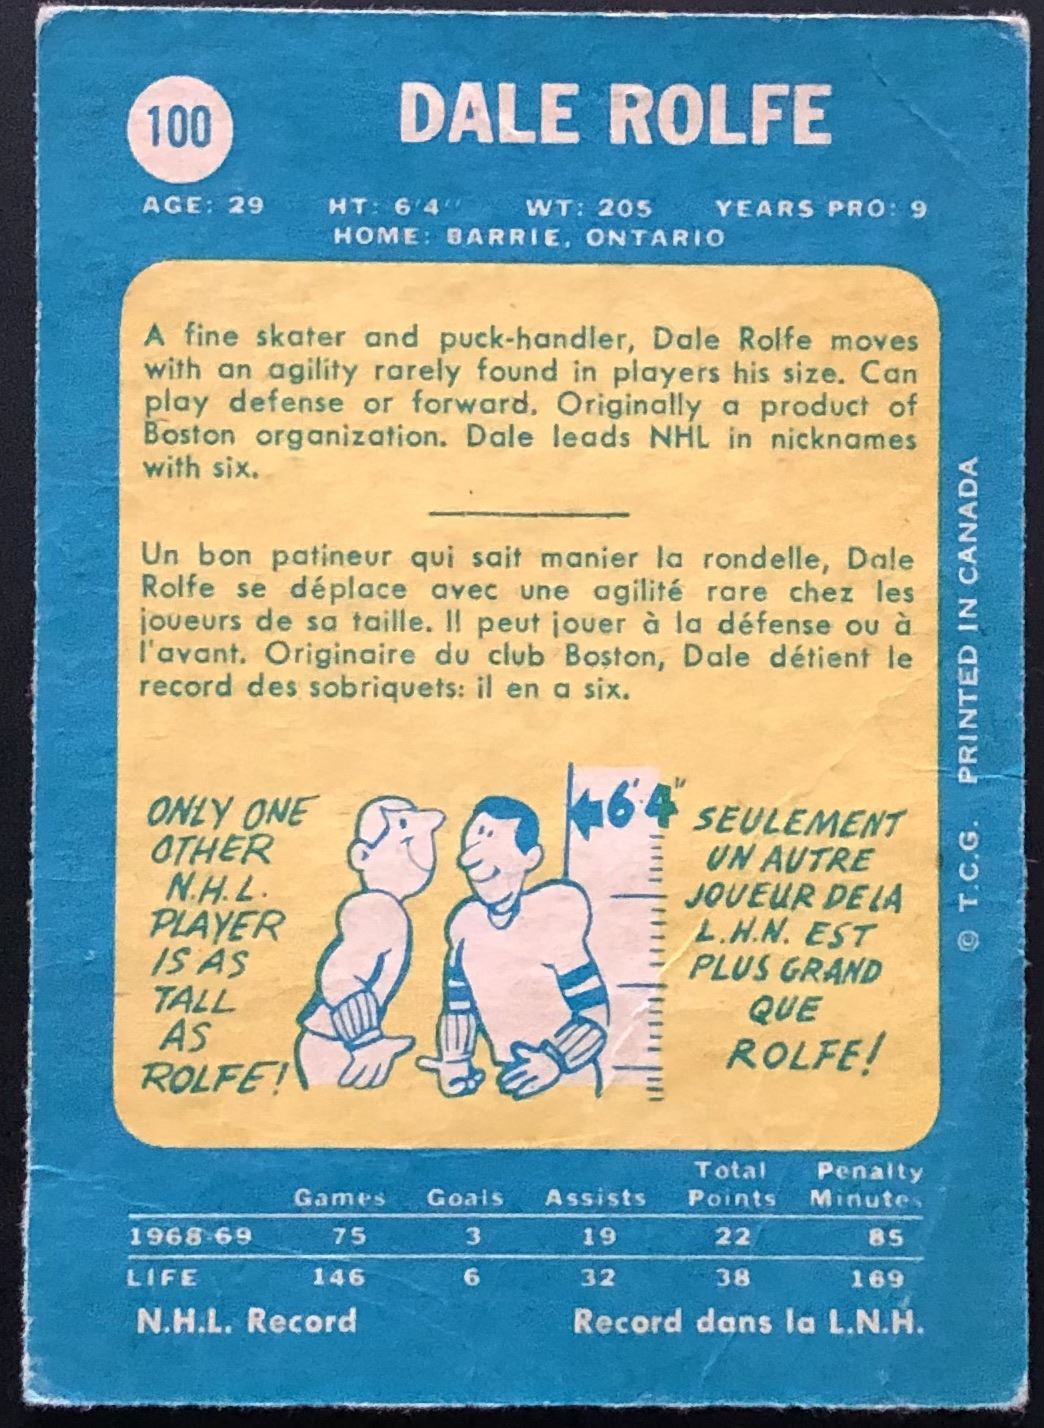 100
DALE ROLFE
AGE: 29 HT: 6'4" WT: 205 YEARS PRO: 9
HOME: BARRIE, ONTARIO
A fine skater and puck-handler, Dale Rolfe moves
with an agility rarely found in players his size. Can
play defense or forward. Originally a product of
Boston organization. Dale leads NHL in nicknames
with six.
Un bon patineur qui sait manier la rondelle, Dale
Rolfe se déplace avec une agilité rare chez les
joueurs de sa taille. Il peut jouer à la défense ou à
l'avant. Originaire du club Boston, Dale détient le
record des sobriquets: il en a six.
ONLY ONE
OTHER
N.H.L.
PLAYER
IS AS
TALL
AS
ROLFE!
6'4"
SEULEMENT
UN AUTRE
JOUEUR DE LA
L.H.N. EST
PLUS GRAND
QUE
ROLFE!
© T.C.G. PRINTED IN CANADA
Games Goals Assists Total Points Penalty Minutes
1968-69 75 3 19 22 85
LIFE 146 6 32 38 169
N.H.L. Record Record dans la L.N.H.